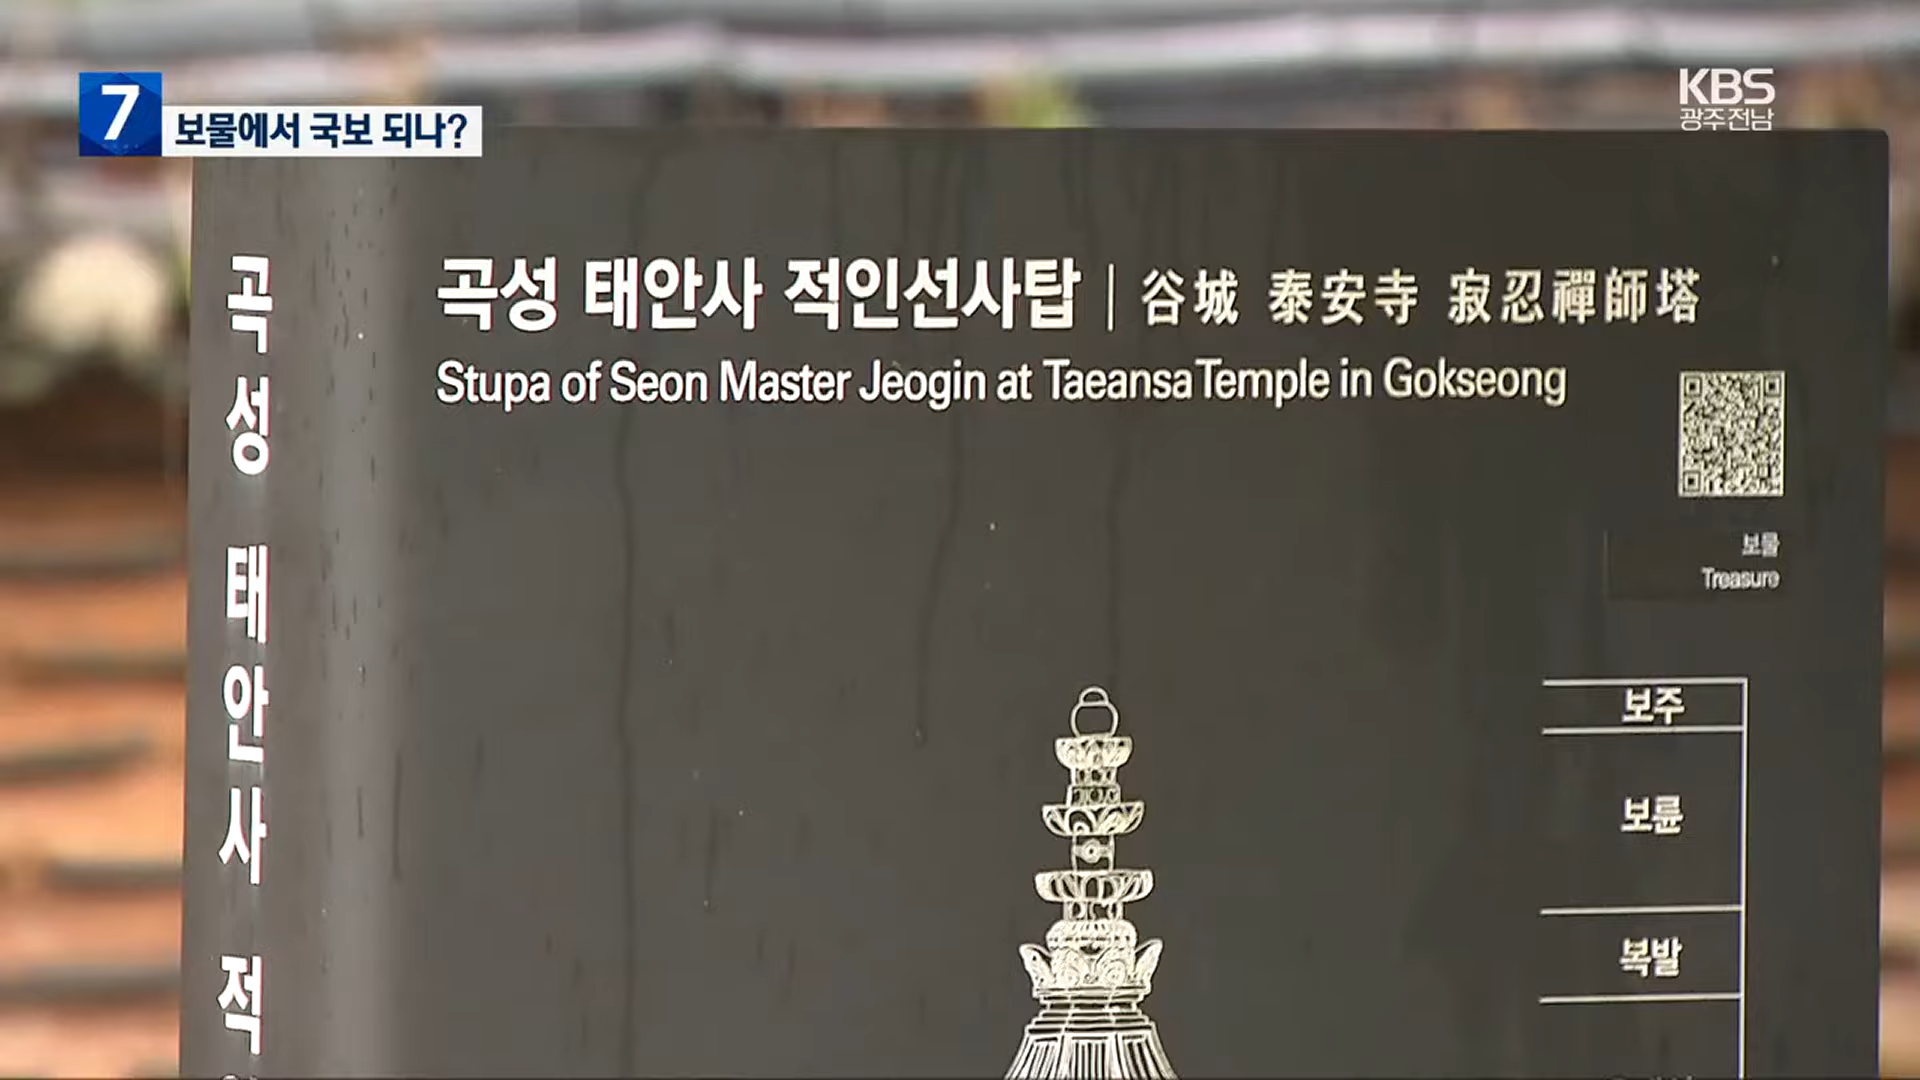 7 보물에서 국보 되나?
KBS
광주전남
곡성 태안사 적
곡성 태안사 적인선사탑 | 谷城 泰安寺 寂忍禪師塔
Stupa of Seon Master Jeogin at Taeansa Temple in Gokseong
보물
Treasure
보주
보륜
복발